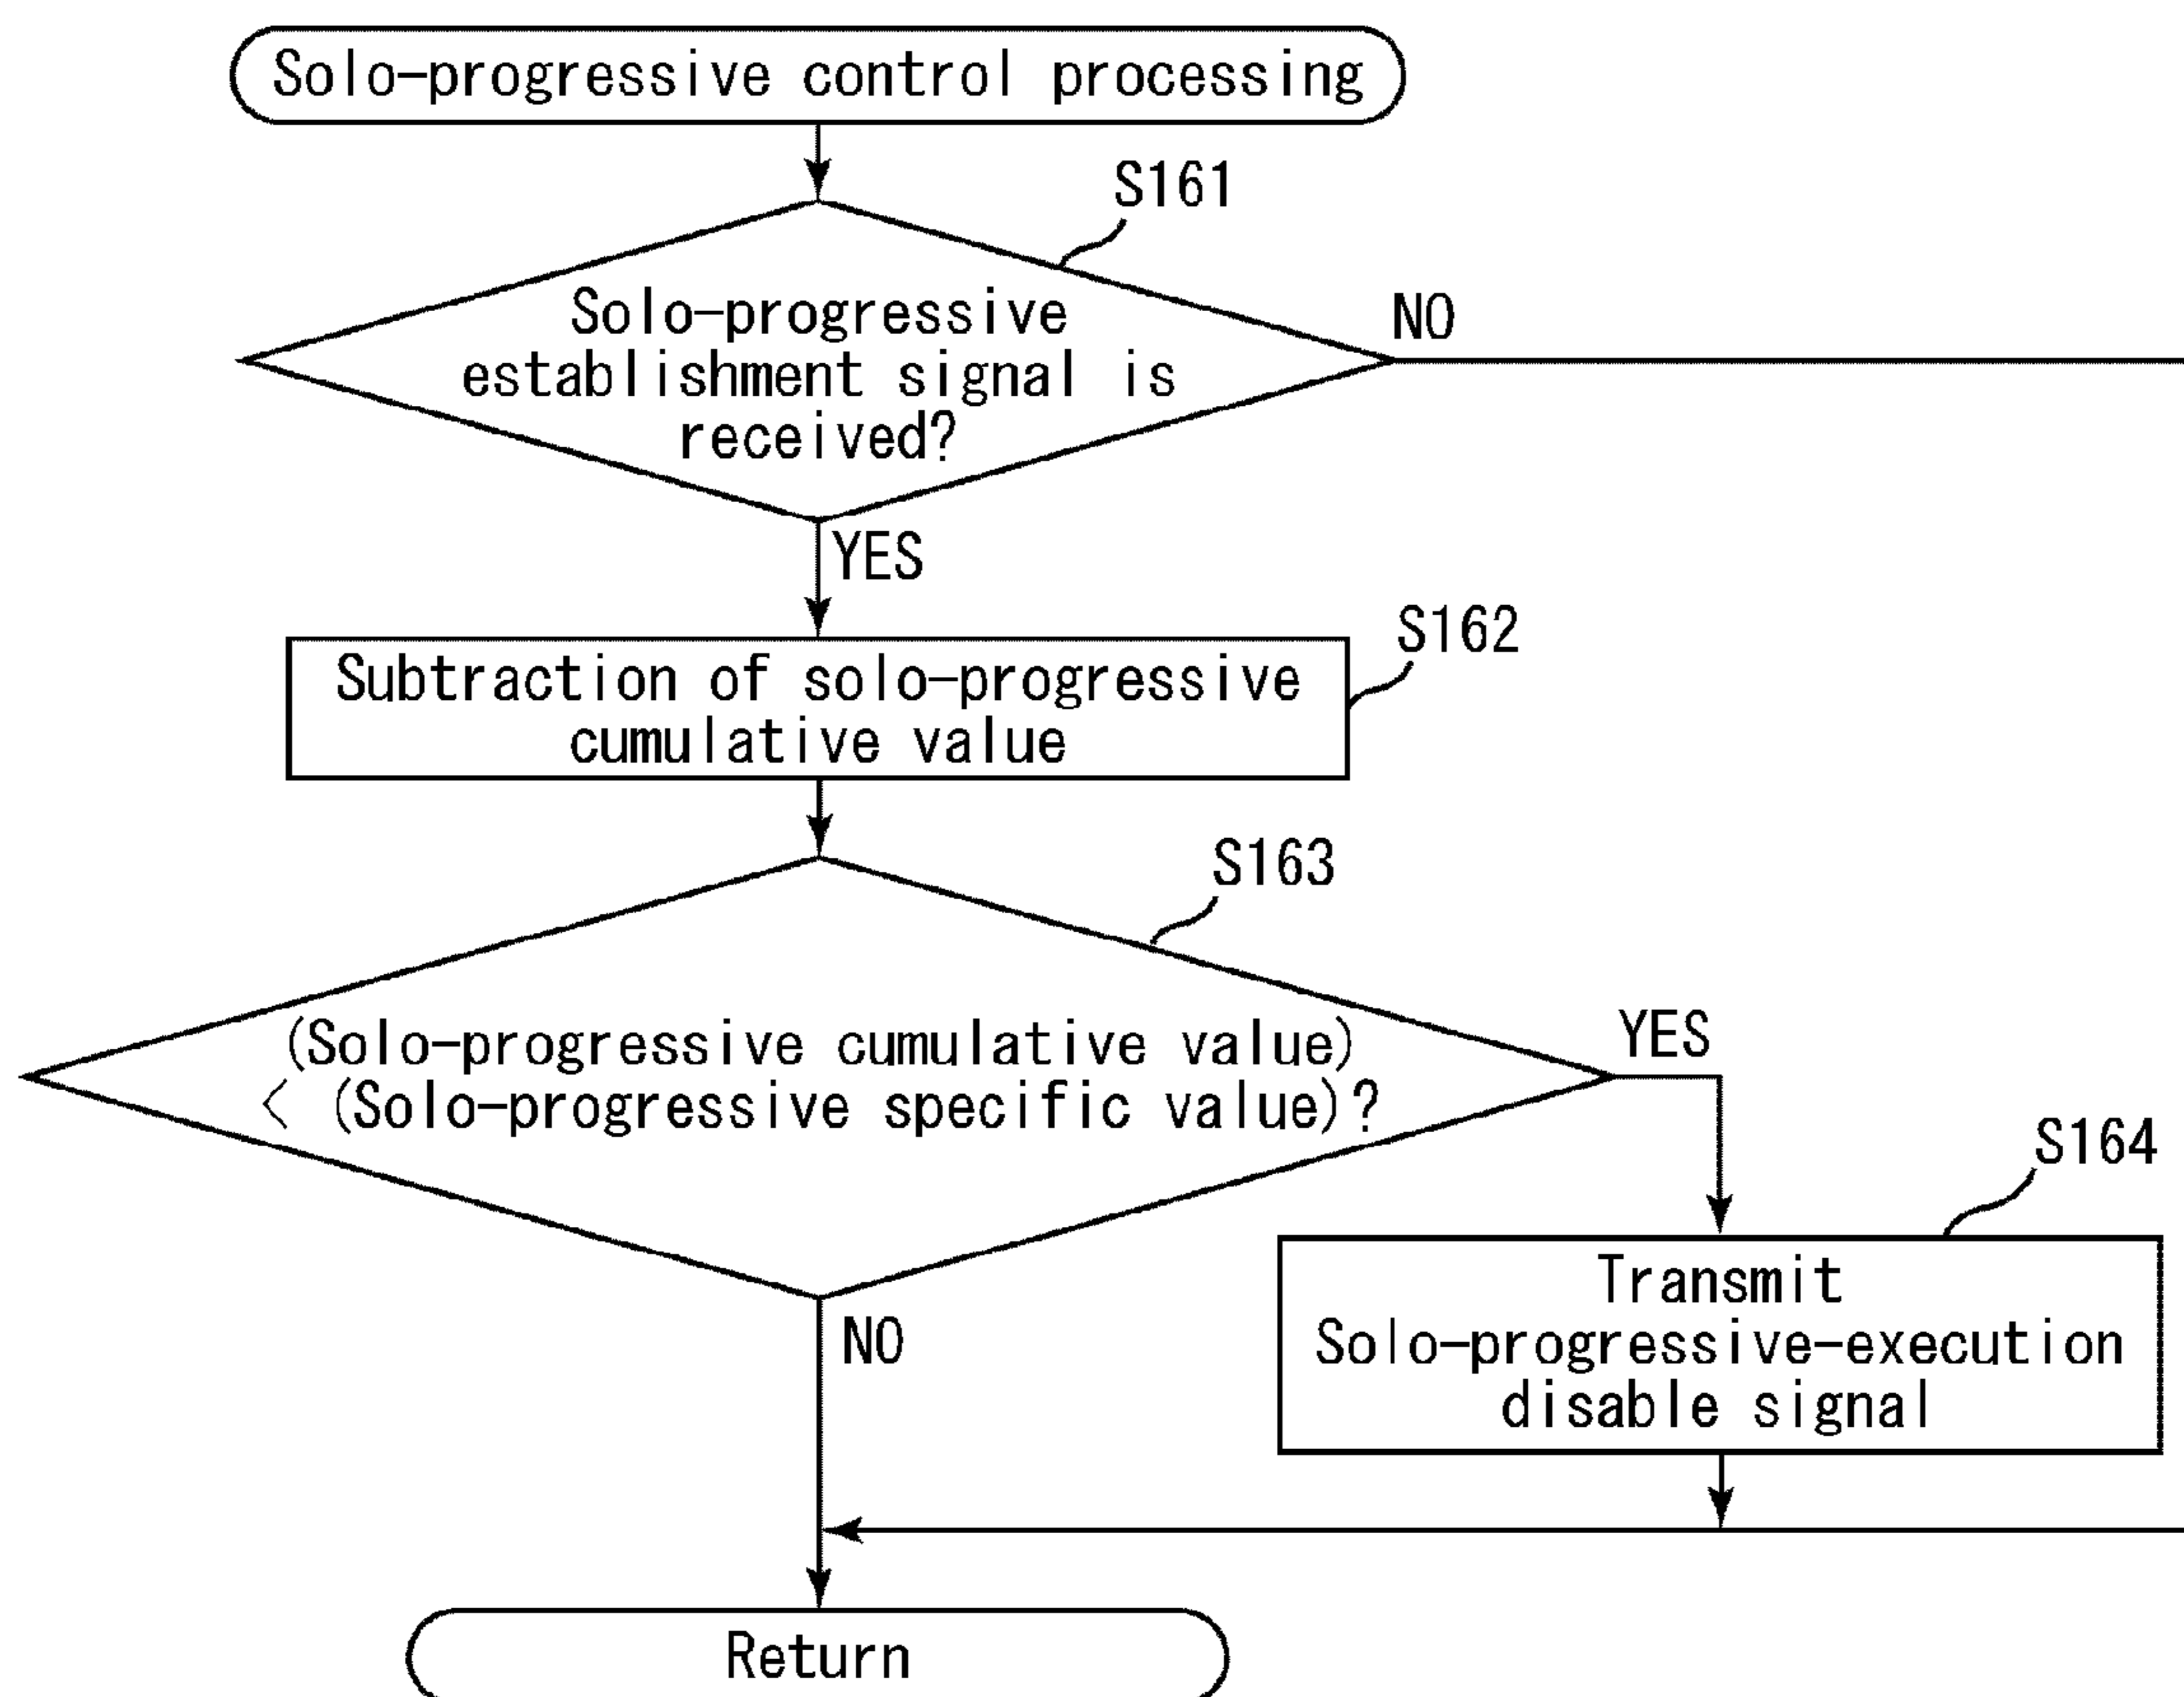 Solo-progressive control processing
S161
Solo-progressive
establishment signal is
received?
NO
YES
S162
Subtraction of solo-progressive
cumulative value
S163
(Solo-progressive cumulative value)
< (Solo-progressive specific value)?
YES
S164
Transmit
Solo-progressive-execution
disable signal
NO
Return